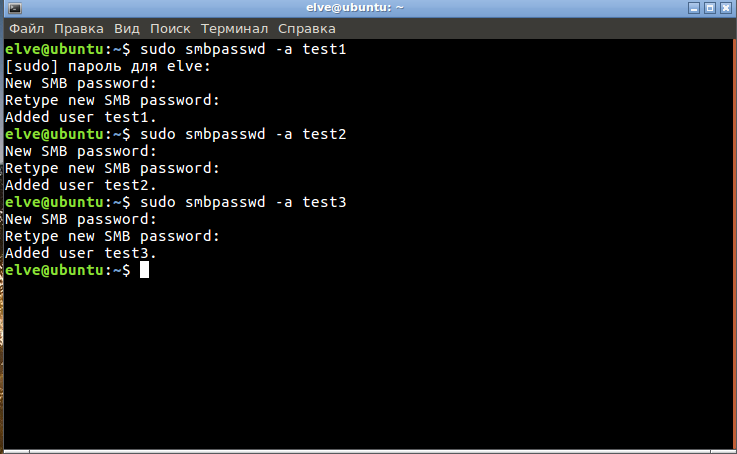 elve@ubuntu: ~
Файл Правка Вид Поиск Терминал Справка
elve@ubuntu:~$ sudo smbpasswd -a test1
[sudo] пароль для elve:
New SMB password:
Retype new SMB password:
Added user test1.
elve@ubuntu:~$ sudo smbpasswd -a test2
New SMB password:
Retype new SMB password:
Added user test2.
elve@ubuntu:~$ sudo smbpasswd -a test3
New SMB password:
Retype new SMB password:
Added user test3.
elve@ubuntu:~$